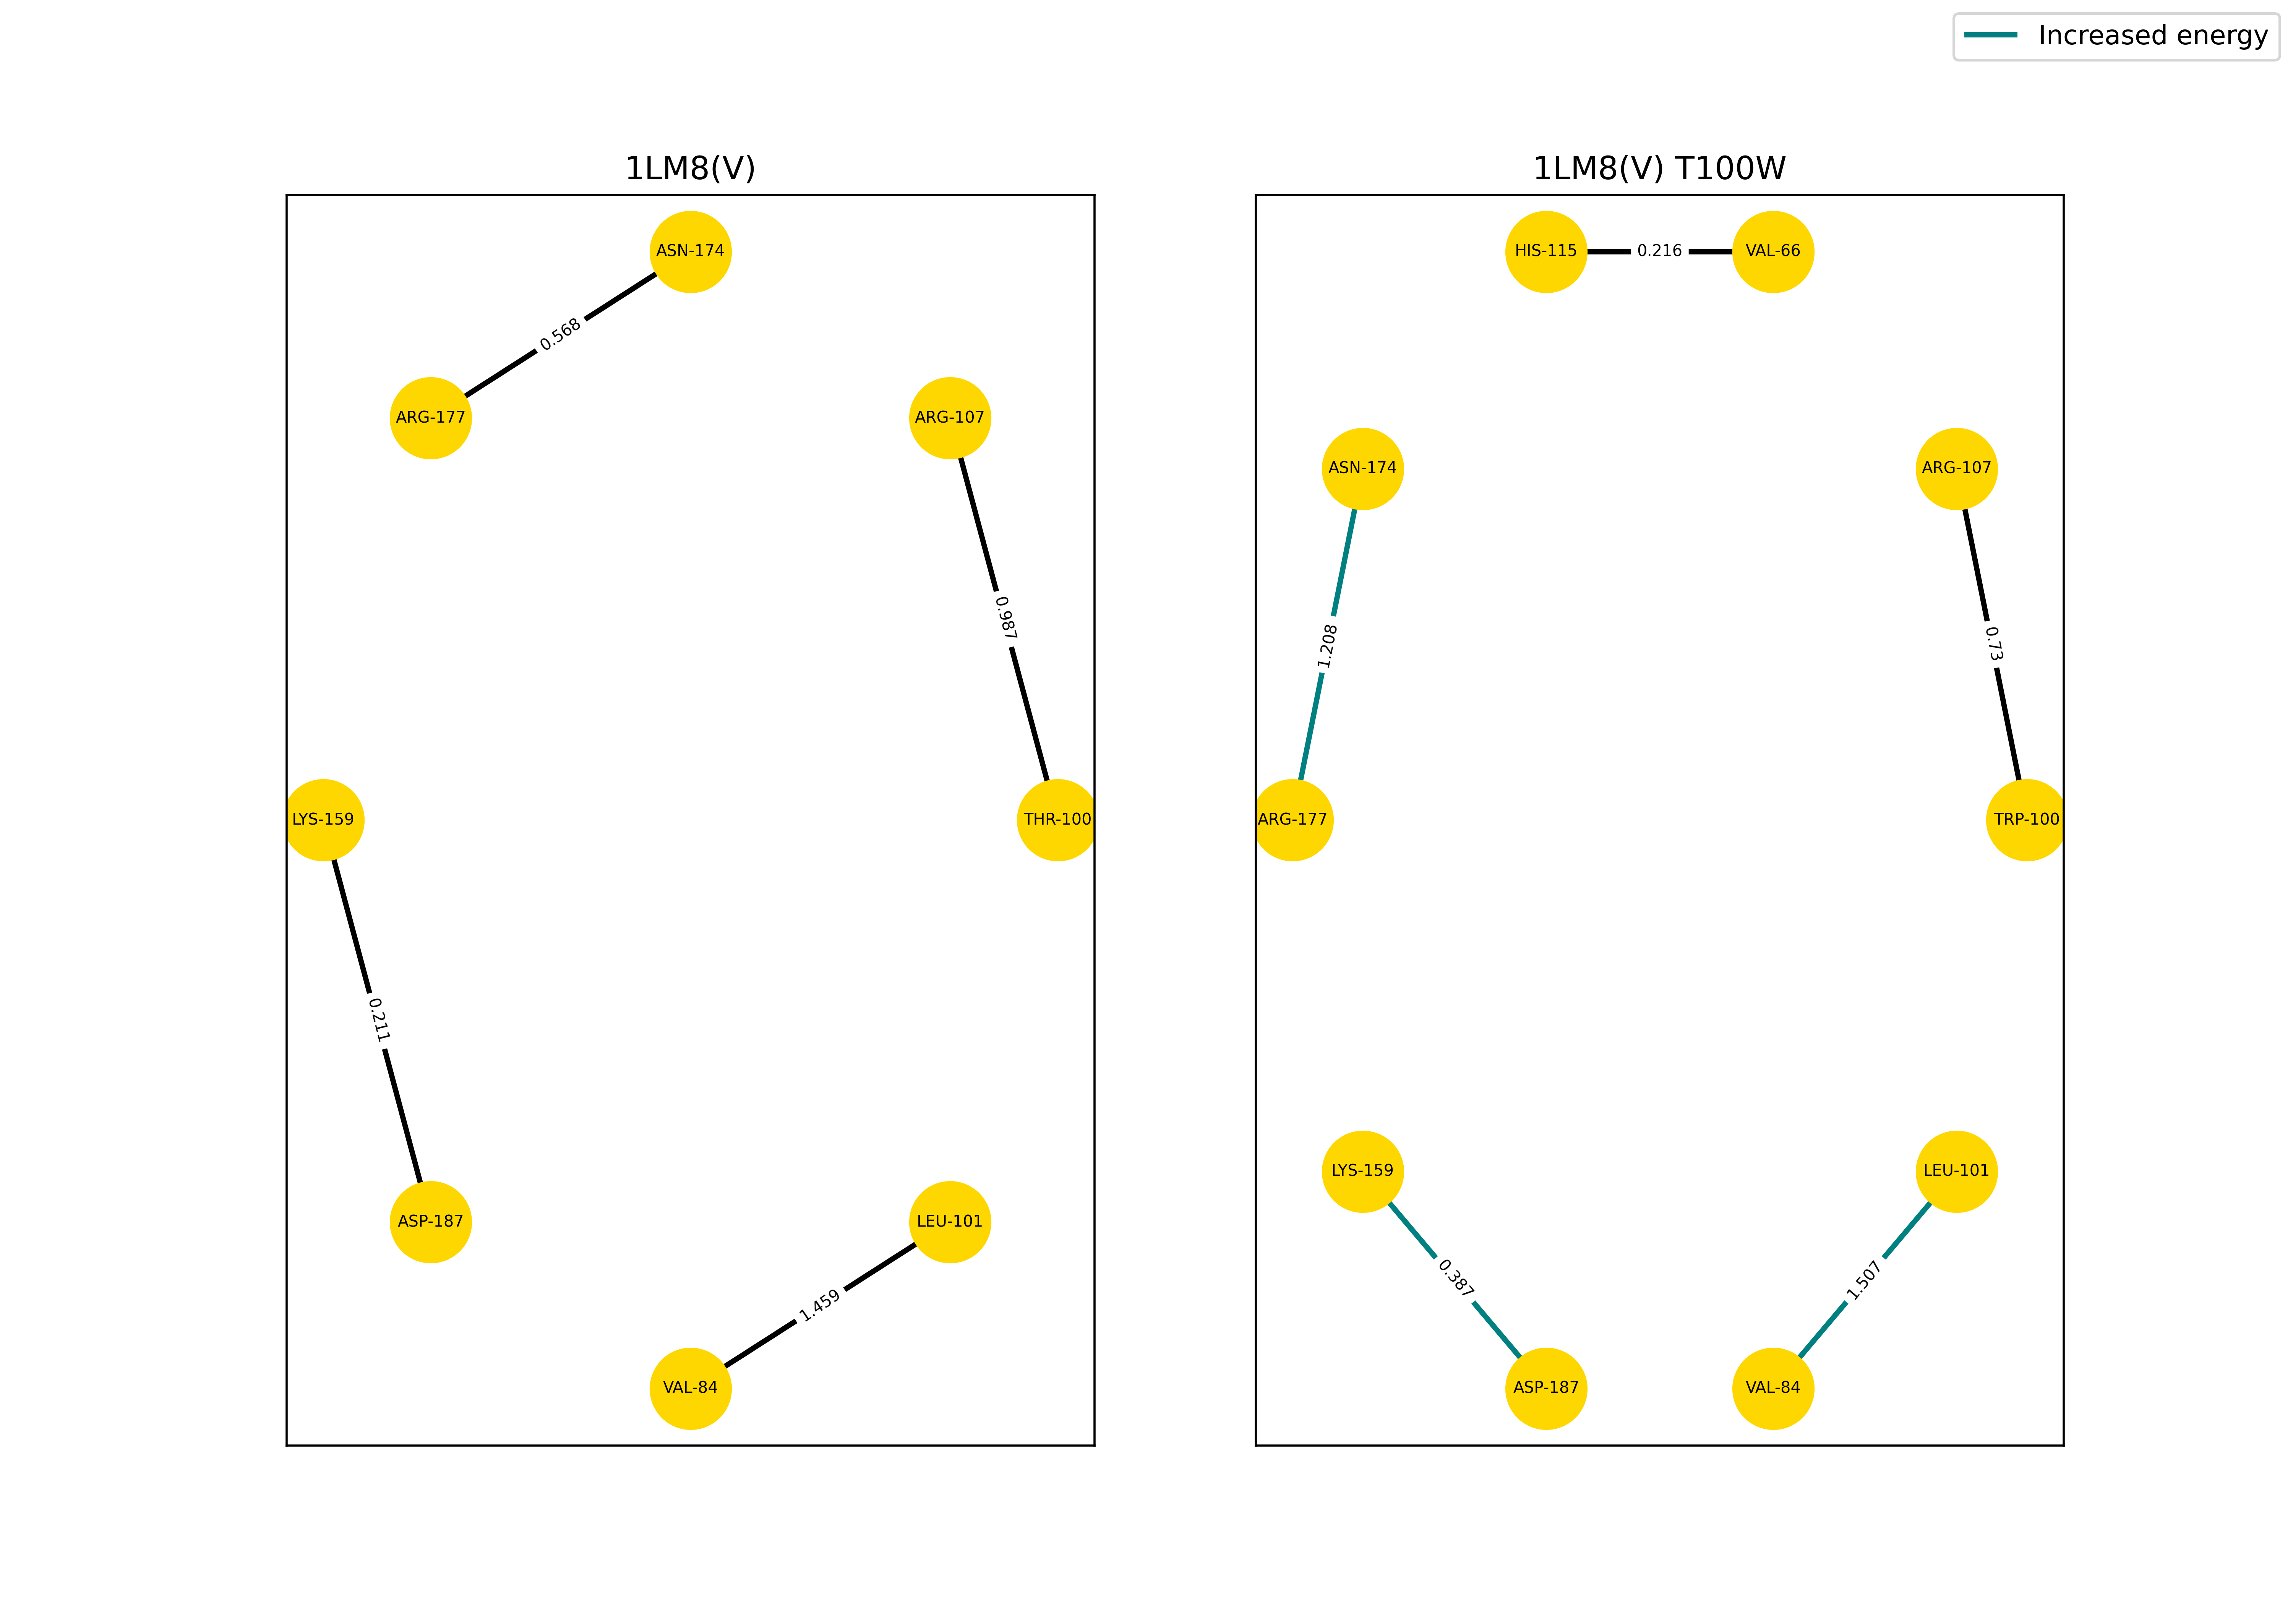 Increased energy
1LM8(V)
ASN-174
0.568
ARG-177
ARG-107
0.987
LYS-159
THR-100
0.211
ASP-187
LEU-101
1.459
VAL-84
1LM8(V) T100W
HIS-115
0.216
VAL-66
ASN-174
ARG-107
1.208
0.73
ARG-177
TRP-100
LYS-159
LEU-101
0.387
1.507
ASP-187
VAL-84